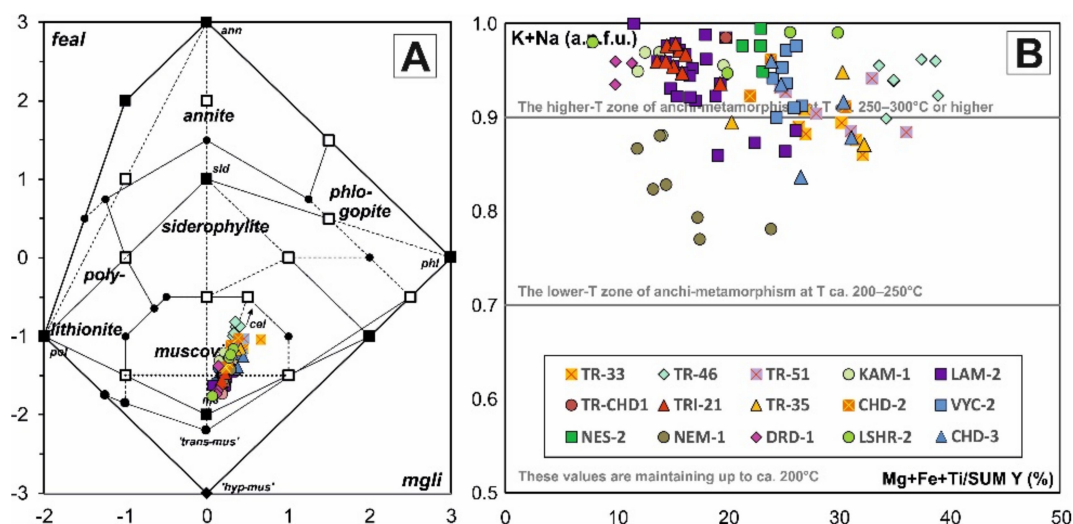 3
2
1
0
-1
-2
-3
feal
A
ann
annite
sld
phlo-
gopite
siderophylite
phl
poly-
lithionite
pol
cel
muscov
'trans-mus'
'hyp-mus'
mgli
-2 -1 0 1 2 3
1.0
0.9
0.8
0.7
0.6
0.5
K+Na (a.p.f.u.)
B
The higher-T zone of anchi-metamorphism at T ca. 250–300°C or higher
The lower-T zone of anchi-metamorphism at T ca. 200–250°C
TR-33 TR-46 TR-51 KAM-1 LAM-2
TR-CHD1 TRI-21 TR-35 CHD-2 VYC-2
NES-2 NEM-1 DRD-1 LSHR-2 CHD-3
These values are maintaining up to ca. 200°C
Mg+Fe+Ti/SUM Y (%)
0 10 20 30 40 50